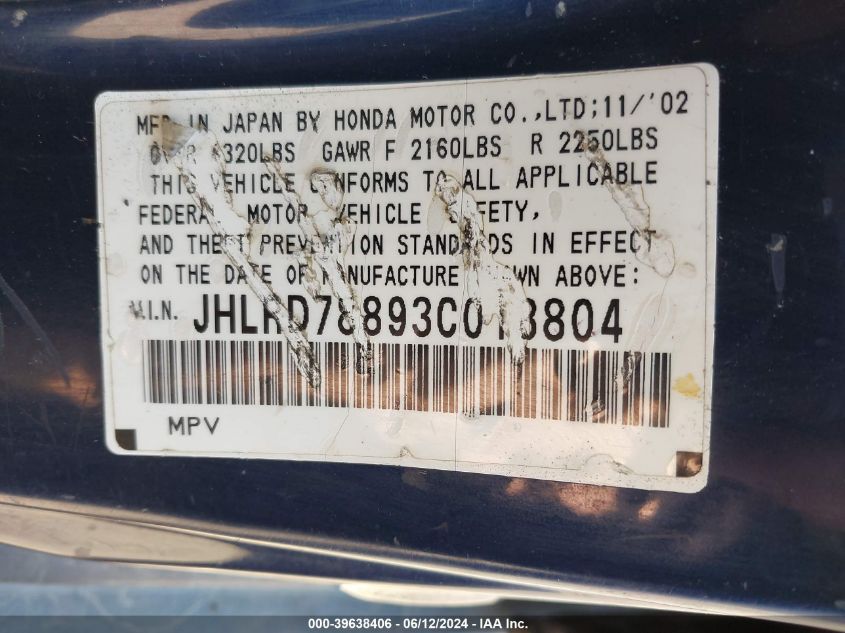 MFD IN JAPAN BY HONDA MOTOR CO.,LTD;11/'02
GVWR 4320LBS GAWR F 2160LBS R 2250LBS
THIS VEHICLE CONFORMS TO ALL APPLICABLE
FEDERAL MOTOR VEHICLE SAFETY,
AND THEFT PREVENTION STANDARDS IN EFFECT
ON THE DATE OF MANUFACTURE SHOWN ABOVE:
V.I.N. JHLRD78893C013804
MPV
000-39638406 - 06/12/2024 - IAA Inc.